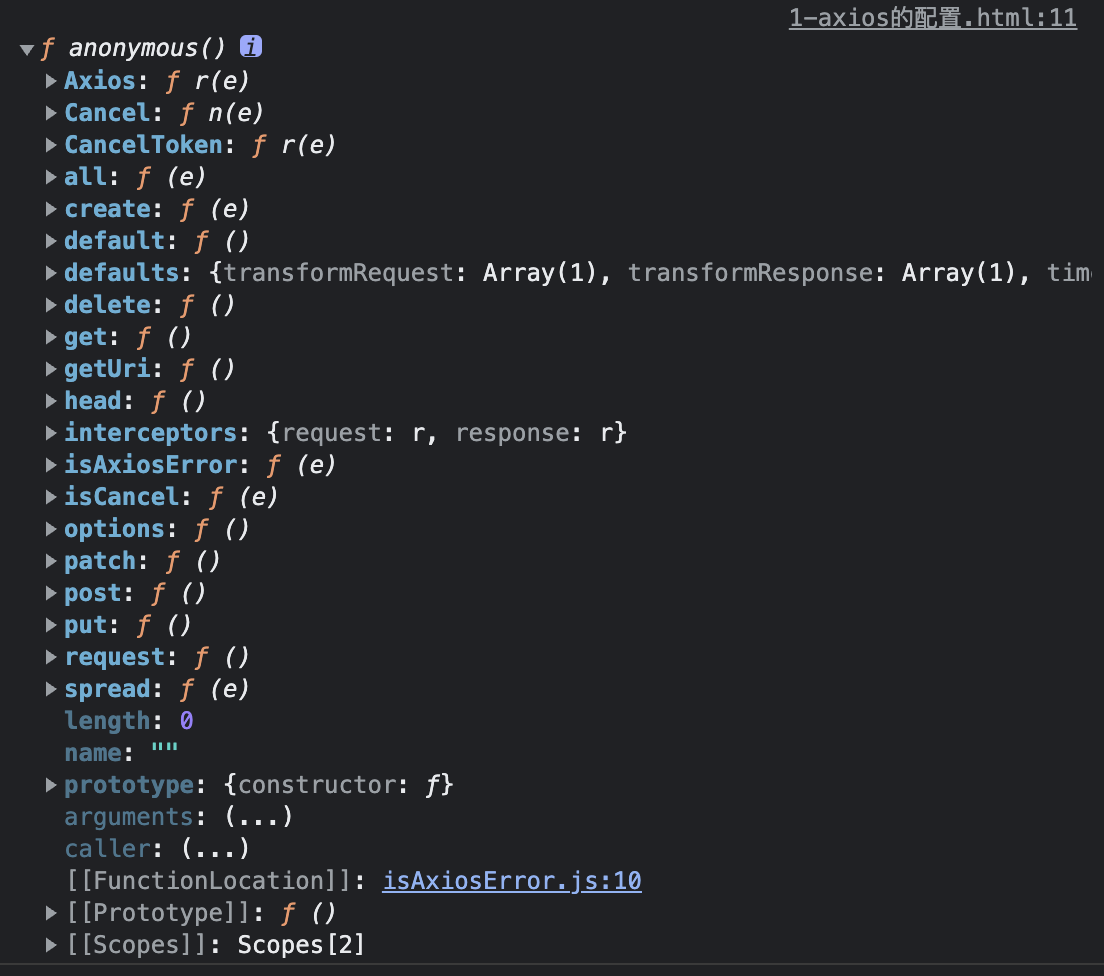 1-axios的配置.html:11
▼ƒ anonymous() i
▶Axios: ƒ r(e)
▶Cancel: ƒ n(e)
▶CancelToken: ƒ r(e)
▶all: ƒ (e)
▶create: ƒ (e)
▶default: ƒ ()
▶defaults: {transformRequest: Array(1), transformResponse: Array(1), tim
▶delete: ƒ ()
▶get: ƒ ()
▶getUri: ƒ ()
▶head: ƒ ()
▶interceptors: {request: r, response: r}
▶isAxiosError: ƒ (e)
▶isCancel: ƒ (e)
▶options: ƒ ()
▶patch: ƒ ()
▶post: ƒ ()
▶put: ƒ ()
▶request: ƒ ()
▶spread: ƒ (e)
length: 0
name: ""
▶prototype: {constructor: ƒ}
arguments: (...)
caller: (...)
[[FunctionLocation]]: isAxiosError.js:10
▶[[Prototype]]: ƒ ()
▶[[Scopes]]: Scopes[2]